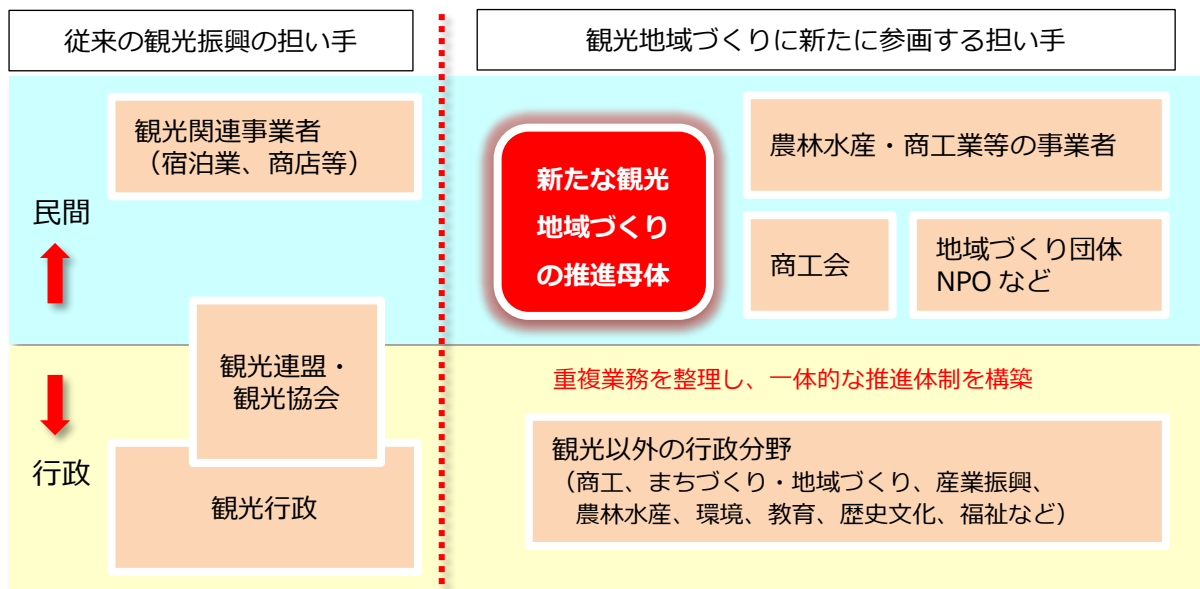 従来の観光振興の担い手
観光地域づくりに新たに参画する担い手
観光関連事業者
（宿泊業、商店等）
民間
観光連盟・
観光協会
行政
観光行政
新たな観光
地域づくり
の推進母体
農林水産・商工業等の事業者
商工会
地域づくり団体
NPO など
重複業務を整理し、一体的な推進体制を構築
観光以外の行政分野
（商工、まちづくり・地域づくり、産業振興、
農林水産、環境、教育、歴史文化、福祉など）